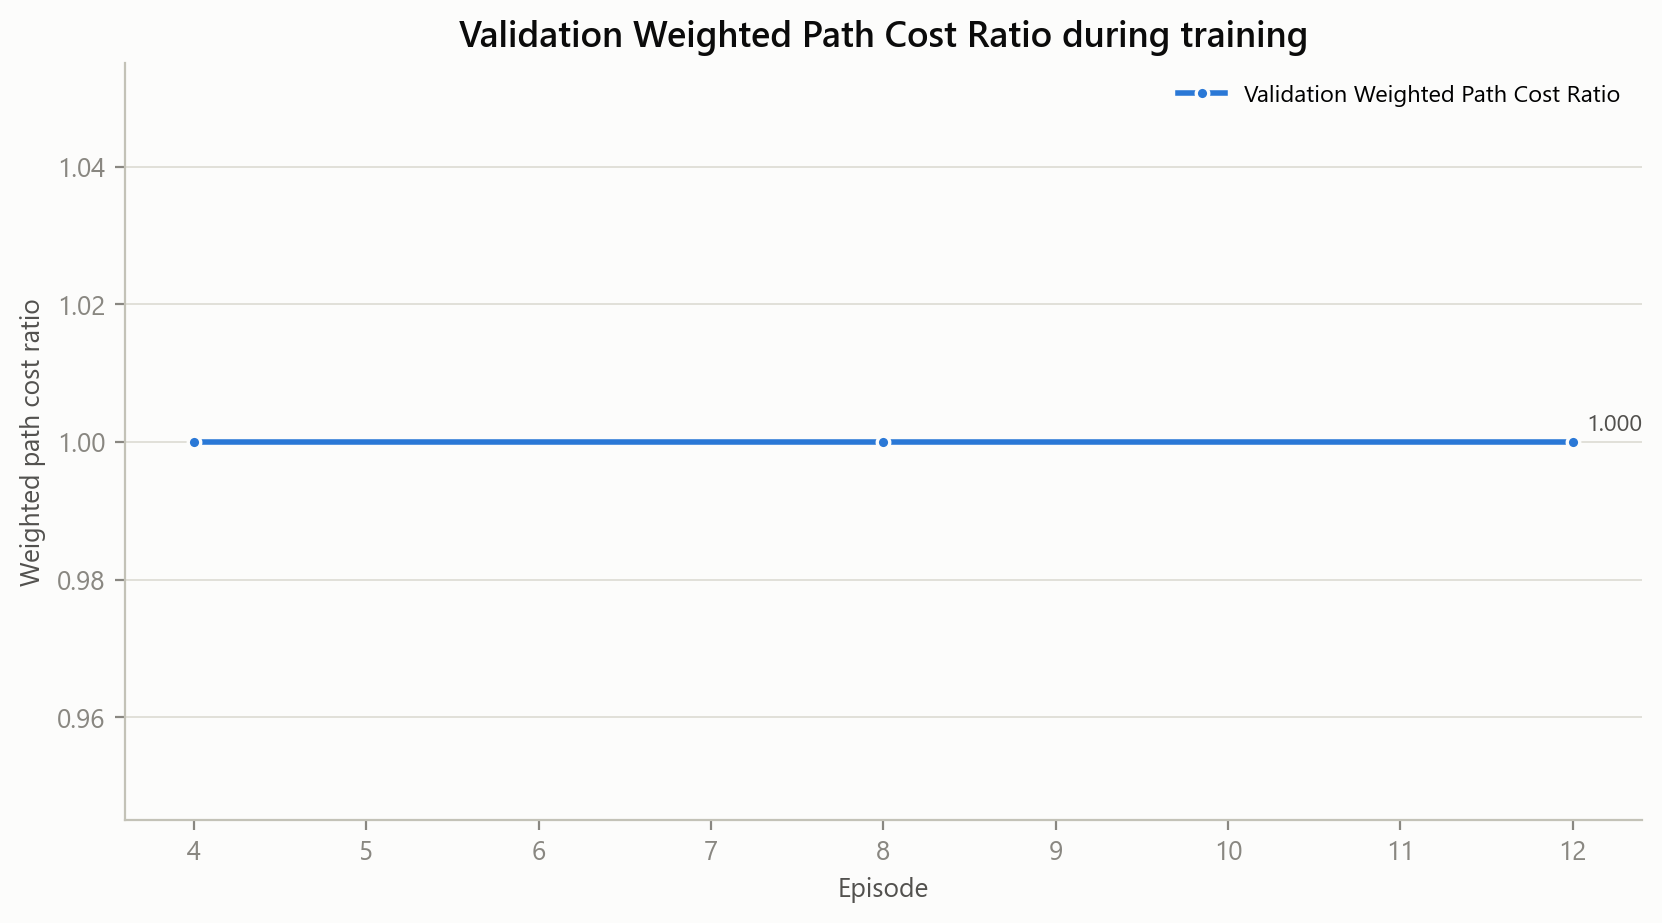 Validation Weighted Path Cost Ratio during training
Validation Weighted Path Cost Ratio
1.04
1.02
1.00
0.98
0.96
Weighted path cost ratio
1.000
4 5 6 7 8 9 10 11 12
Episode